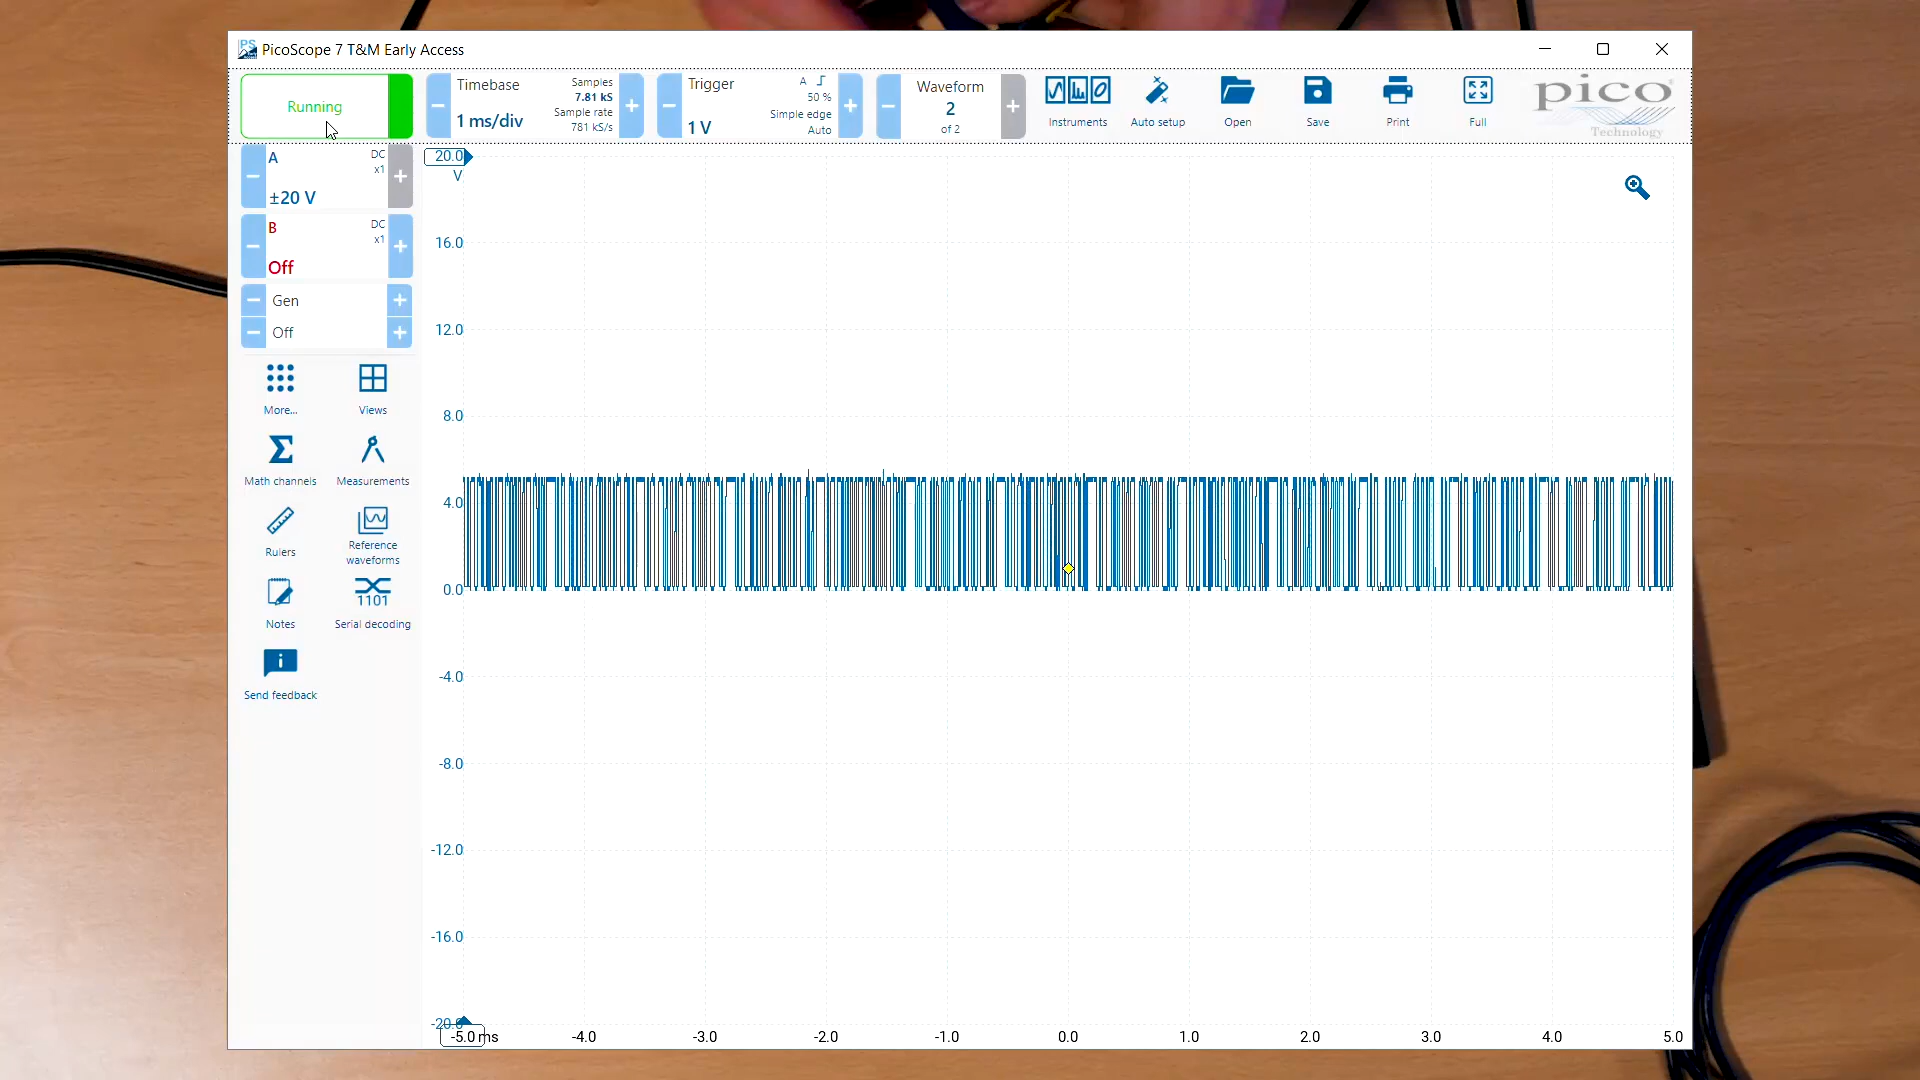 PicoScope 7 T&M Early Access
Running
Timebase
1 ms/div
Samples
7.81 kS
Sample rate
781 kS/s
Trigger
1 V
A
50 %
Simple edge
Auto
Waveform
2
of 2
Instruments
Auto setup
Open
Save
Print
Full
pico
Technology
A
DC
x1
±20 V
B
DC
x1
Off
Gen
Off
More...
Views
Math channels
Measurements
Rulers
Reference
waveforms
Notes
1101
Serial decoding
Send feedback
20.0
V
16.0
12.0
8.0
4.0
0.0
-4.0
-8.0
-12.0
-16.0
-20.0
-5.0 ms
-4.0
-3.0
-2.0
-1.0
0.0
1.0
2.0
3.0
4.0
5.0